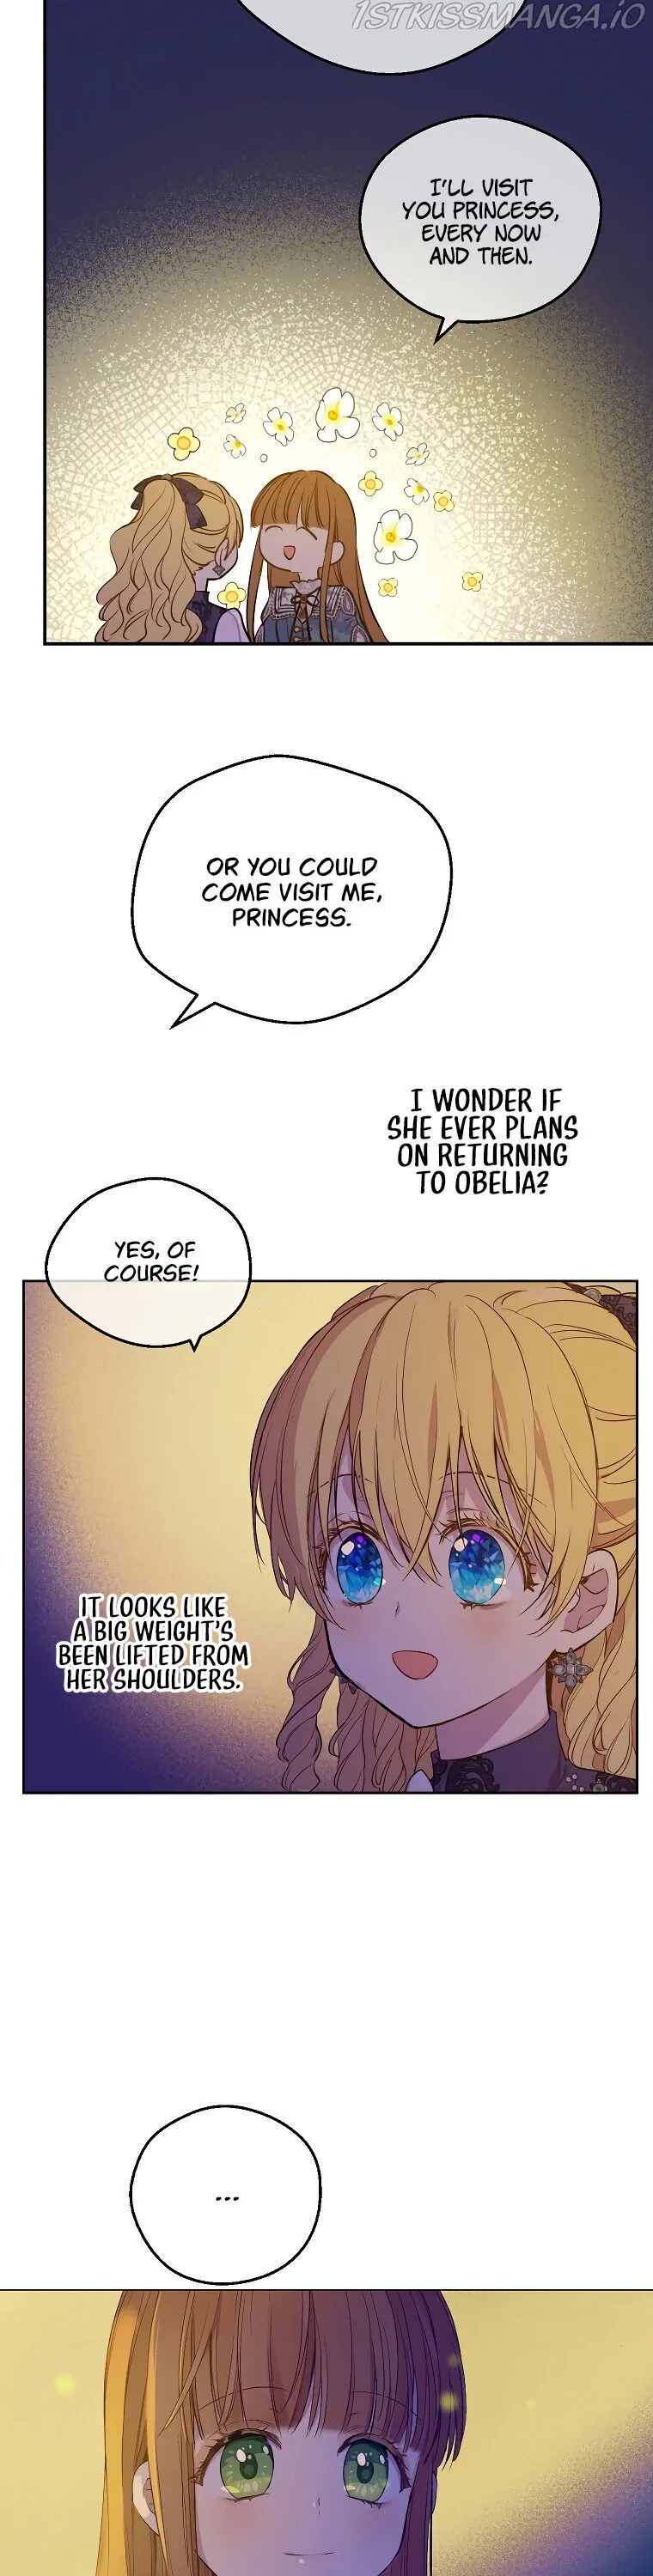 1STKISSMANGA.iO
I'LL VISIT
YOU PRINCESS,
EVERY NOW
AND THEN.
OR YOU COULD
COME VISIT ME,
PRINCESS.
I WONDER IF
SHE EVER PLANS
ON RETURNING
TO OBELIA?
YES, OF
COURSE!
IT LOOKS LIKE
A BIG WEIGHT'S
BEEN LIFTED FROM
HER SHOULDERS.
...